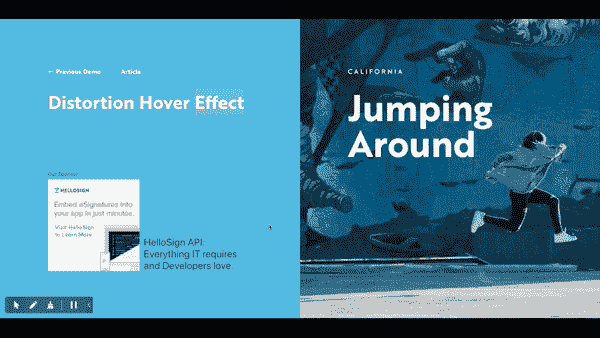 ← Previous Demo Article
Distortion Hover Effect
Our Sponsor
HELLOSIGN
Embed eSignatures into
your app in just minutes.
Visit HelloSign
to Learn More
HelloSign API:
Everything IT requires
and Developers love
CALIFORNIA
Jumping
Around